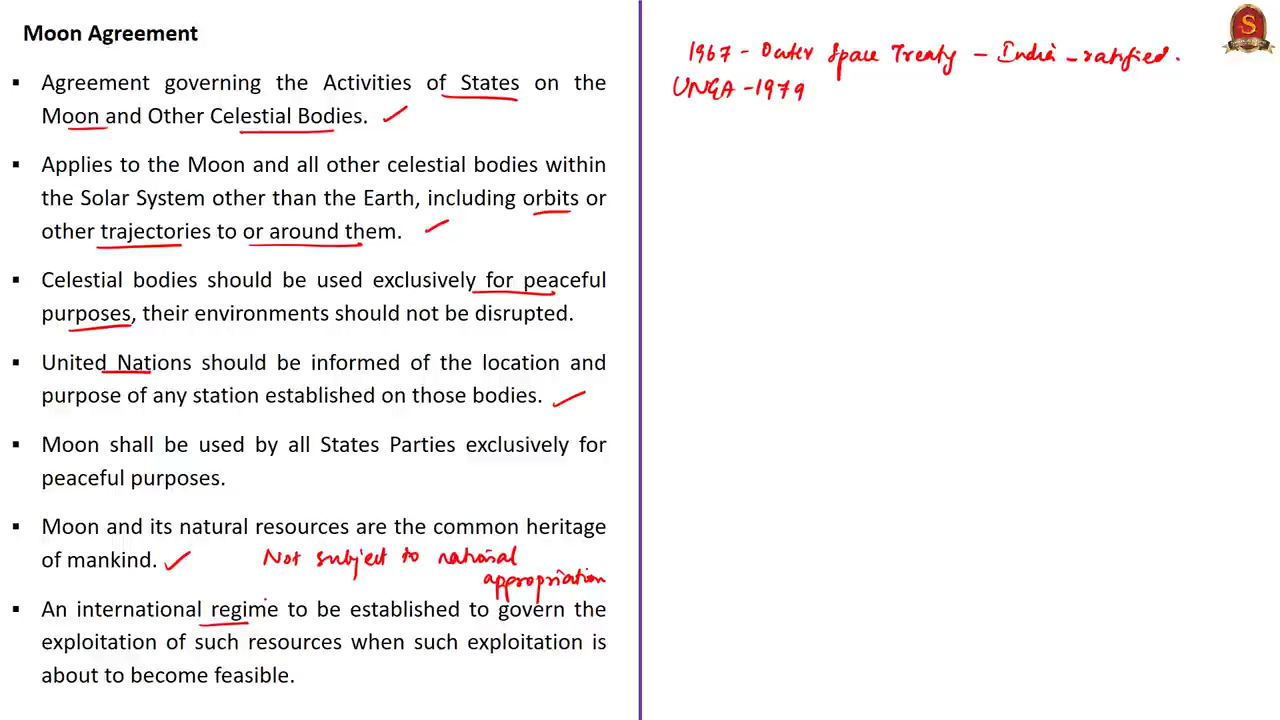 Moon Agreement
▪ Agreement governing the Activities of States on the
Moon and Other Celestial Bodies.
▪ Applies to the Moon and all other celestial bodies within
the Solar System other than the Earth, including orbits or
other trajectories to or around them.
▪ Celestial bodies should be used exclusively for peaceful
purposes, their environments should not be disrupted.
▪ United Nations should be informed of the location and
purpose of any station established on those bodies.
▪ Moon shall be used by all States Parties exclusively for
peaceful purposes.
▪ Moon and its natural resources are the common heritage
of mankind.
Not subject to national
appropriation
▪ An international regime to be established to govern the
exploitation of such resources when such exploitation is
about to become feasible.
1967 - Outer Space Treaty - India - ratified.
UNGA - 1979
S